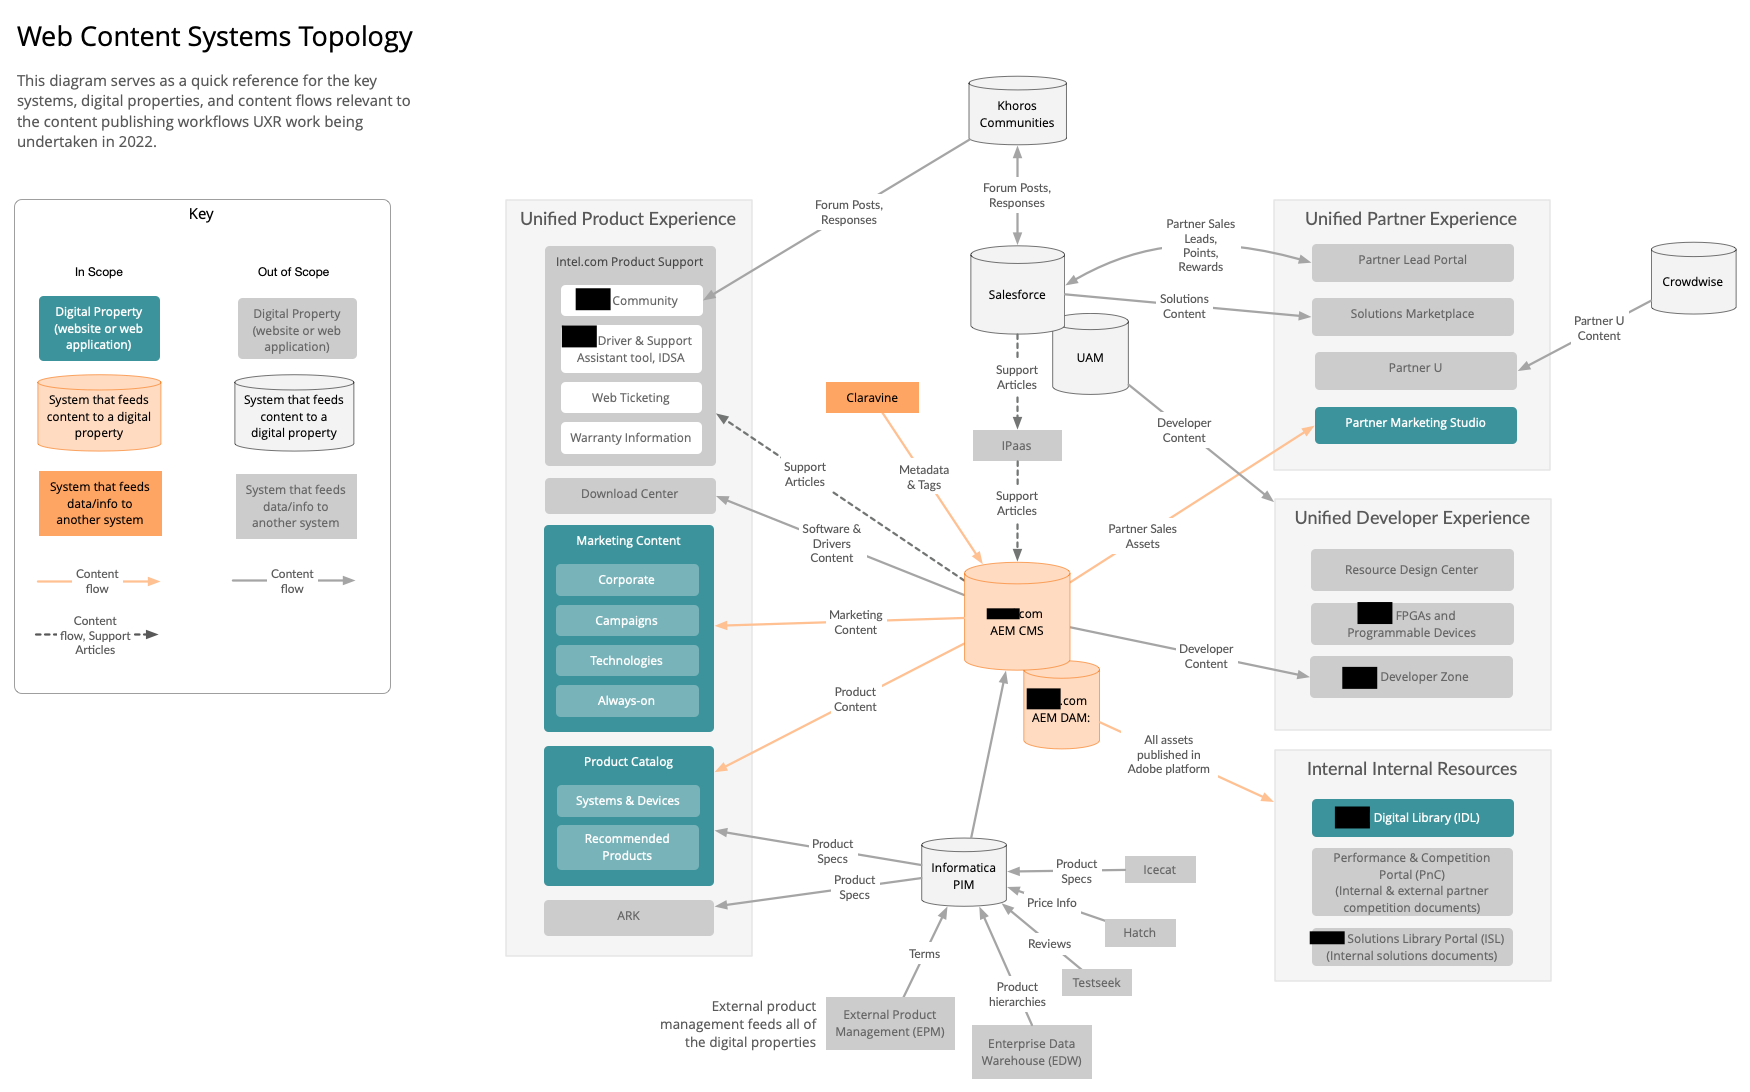 Web Content Systems Topology
This diagram serves as a quick reference for the key
systems, digital properties, and content flows relevant to
the content publishing workflows UXR work being
undertaken in 2022.
Key
In Scope
Out of Scope
Digital Property
(website or web
application)
Digital Property
(website or web
application)
System that feeds
content to a digital
property
System that feeds
content to a
digital property
System that feeds
data/info to
another system
System that feeds
data/info to
another system
Content
flow
Content
flow
Content
flow, Support
Articles
Unified Product Experience
Intel.com Product Support
Community
Driver & Support
Assistant tool, IDSA
Web Ticketing
Warranty Information
Download Center
Marketing Content
Corporate
Campaigns
Technologies
Always-on
Product Catalog
Systems & Devices
Recommended
Products
ARK
Forum Posts,
Responses
Support
Articles
Software &
Drivers
Content
Marketing
Content
Product
Content
Product
Specs
Product
Specs
Claravine
Metadata
& Tags
Khoros
Communities
Forum Posts,
Responses
Salesforce
UAM
Support
Articles
IPaas
Support
Articles
.com
AEM CMS
.com
AEM DAM:
Informatica
PIM
Product
Specs
Icecat
Price Info
Hatch
Reviews
Testseek
Product
hierarchies
Enterprise Data
Warehouse (EDW)
Terms
External Product
Management (EPM)
External product
management feeds all of
the digital properties
Partner Sales
Leads,
Points,
Rewards
Solutions
Content
Developer
Content
Partner Sales
Assets
Developer
Content
All assets
published in
Adobe platform
Unified Partner Experience
Partner Lead Portal
Solutions Marketplace
Partner U
Partner Marketing Studio
Partner U
Content
Crowdwise
Unified Developer Experience
Resource Design Center
FPGAs and
Programmable Devices
Developer Zone
Internal Internal Resources
Digital Library (IDL)
Performance & Competition
Portal (PnC)
(Internal & external partner
competition documents)
Solutions Library Portal (ISL)
(Internal solutions documents)